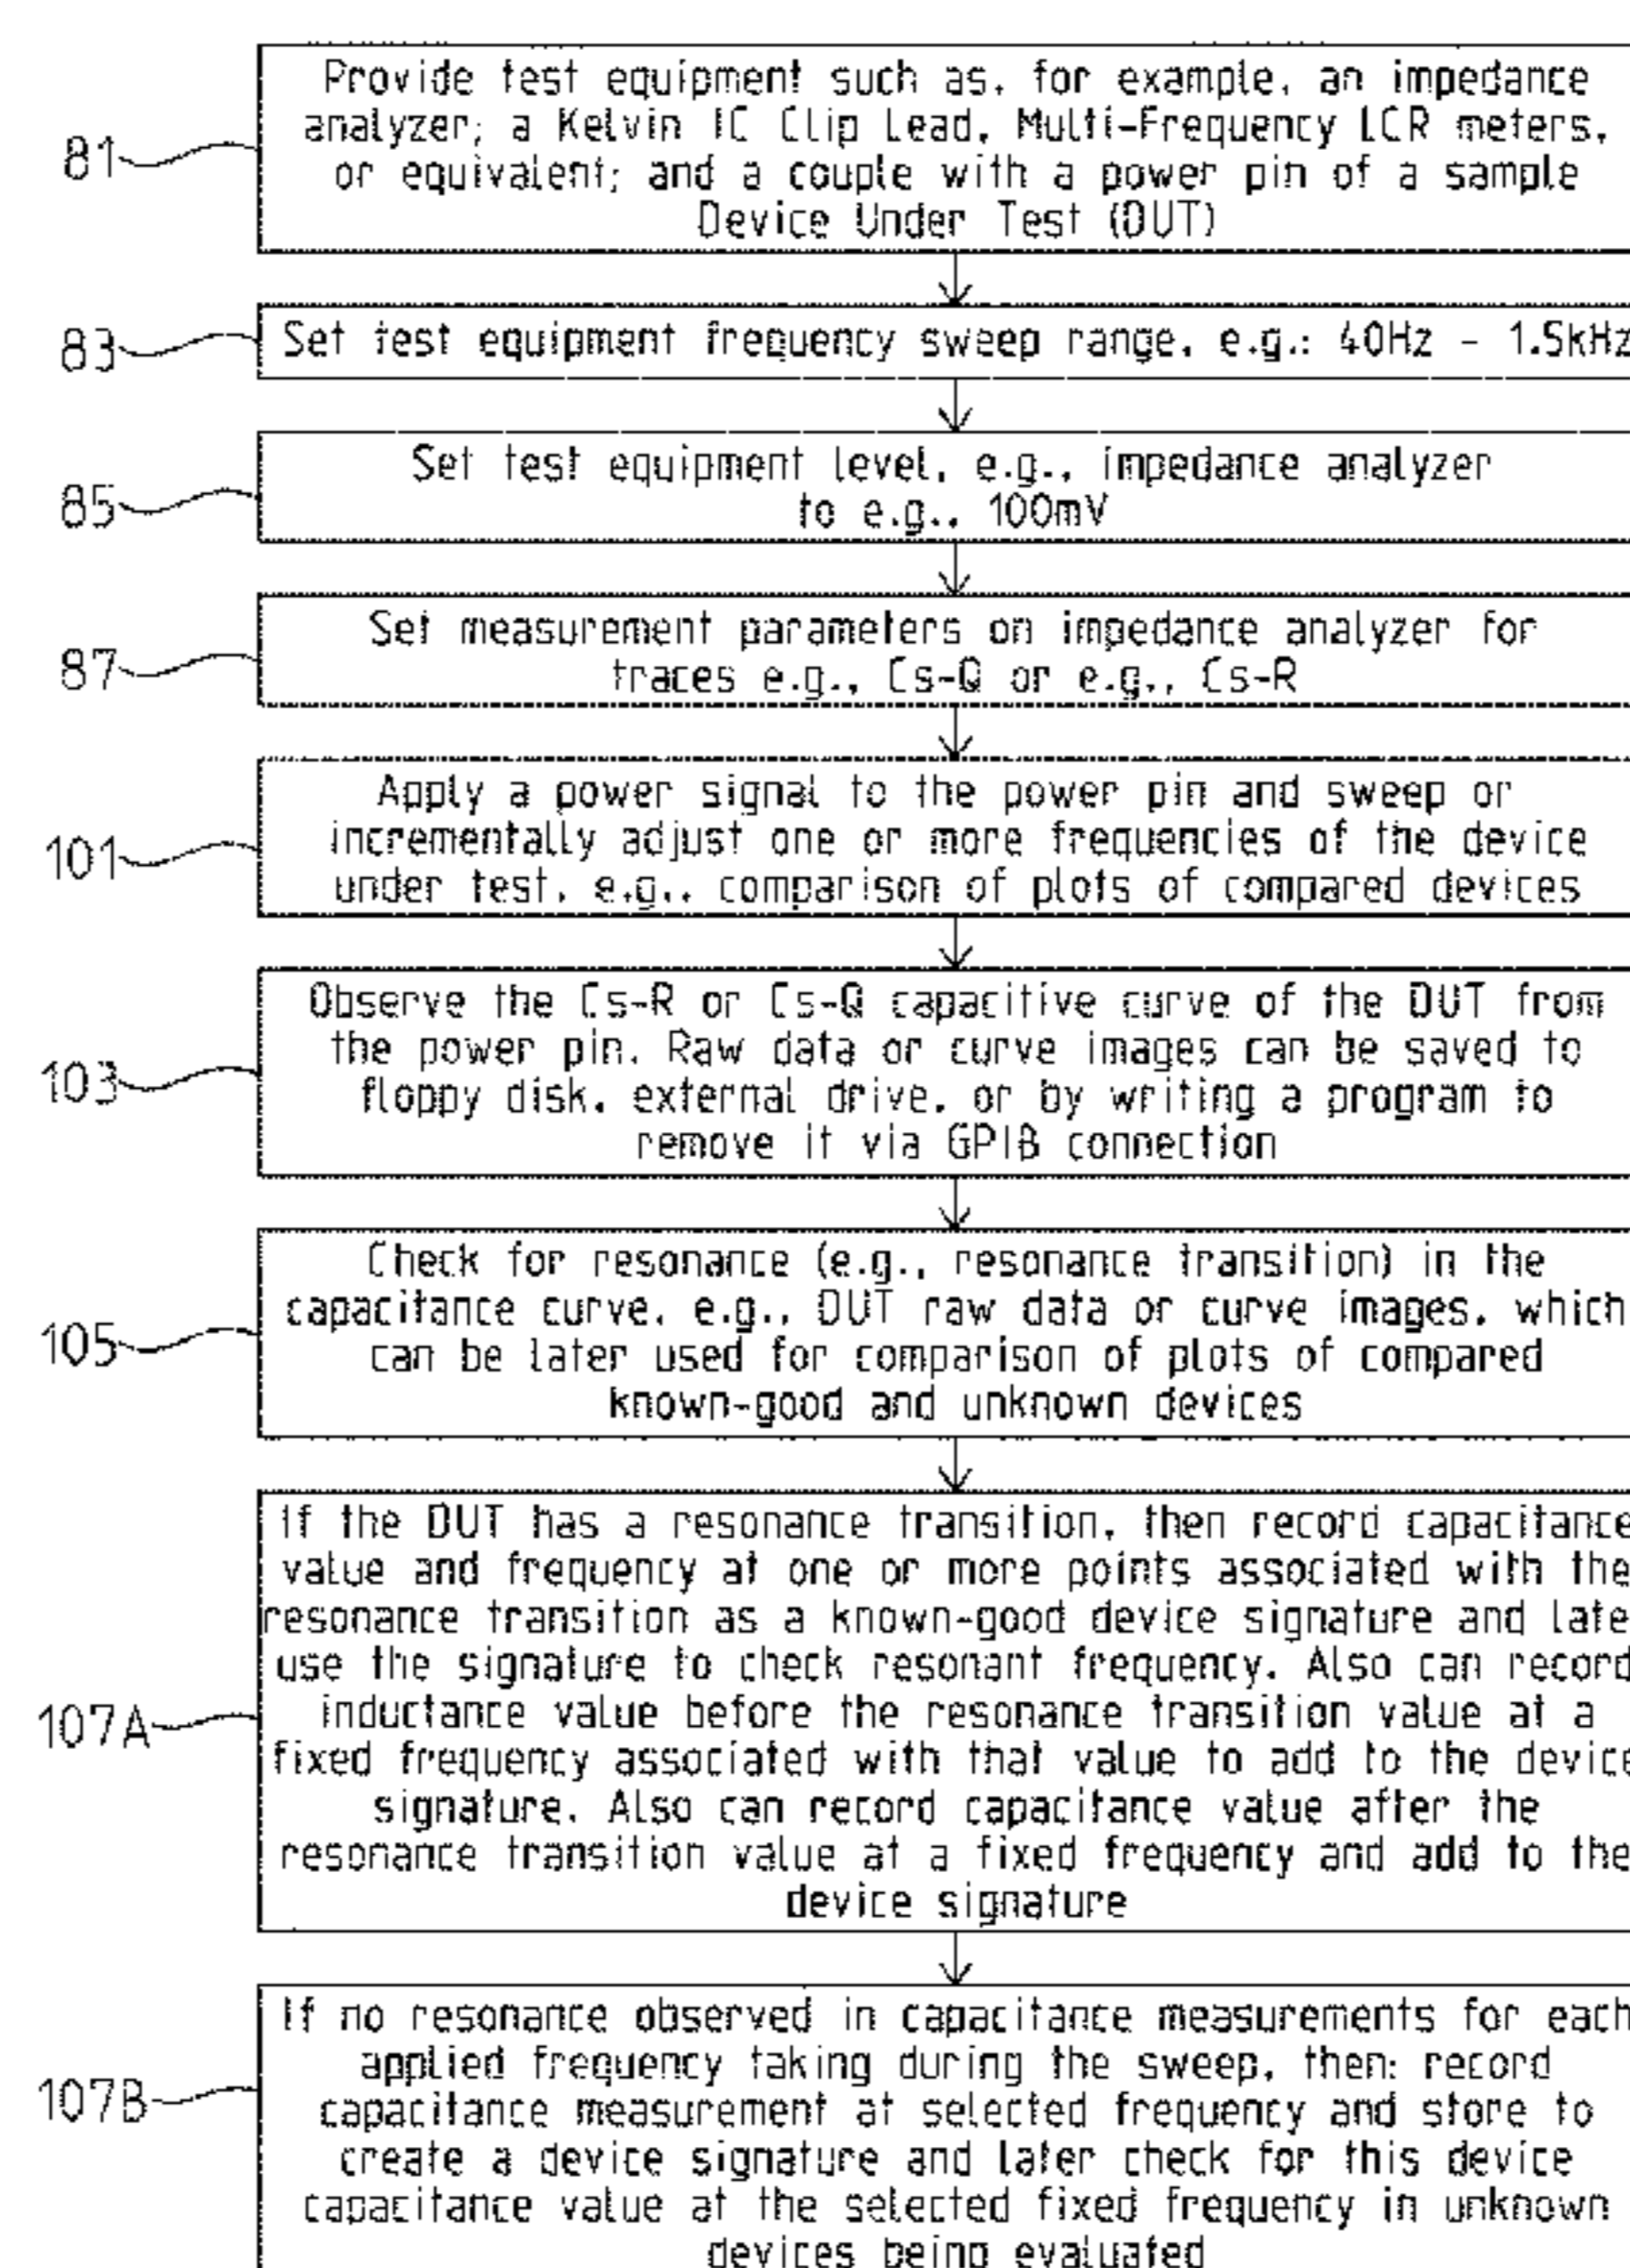 81
Provide test equipment such as, for example, an impedance
analyzer; a Kelvin IC Clip Lead, Multi-Frequency LCR meters,
or equivalent; and a couple with a power pin of a sample
Device Under Test (DUT)
83
Set test equipment frequency sweep range, e.g.: 40Hz - 1.5kHz
85
Set test equipment level, e.g., impedance analyzer
to e.g., 100mV
87
Set measurement parameters on impedance analyzer for
traces e.g., Cs-Q or e.g., Cs-R
101
Apply a power signal to the power pin and sweep or
incrementally adjust one or more frequencies of the device
under test, e.g., comparison of plots of compared devices
103
Observe the Cs-R or Cs-Q capacitive curve of the DUT from
the power pin. Raw data or curve images can be saved to
floppy disk, external drive, or by writing a program to
remove it via GPIB connection
105
Check for resonance (e.g., resonance transition) in the
capacitance curve, e.g., DUT raw data or curve images, which
can be later used for comparison of plots of compared
known-good and unknown devices
107A
If the DUT has a resonance transition, then record capacitance
value and frequency at one or more points associated with the
resonance transition as a known-good device signature and late
use the signature to check resonant frequency. Also can record
inductance value before the resonance transition value at a
fixed frequency associated with that value to add to the device
signature. Also can record capacitance value after the
resonance transition value at a fixed frequency and add to the
device signature
107B
If no resonance observed in capacitance measurements for each
applied frequency taking during the sweep, then: record
capacitance measurement at selected frequency and store to
create a device signature and later check for this device
capacitance value at the selected fixed frequency in unknown
devices being evaluated